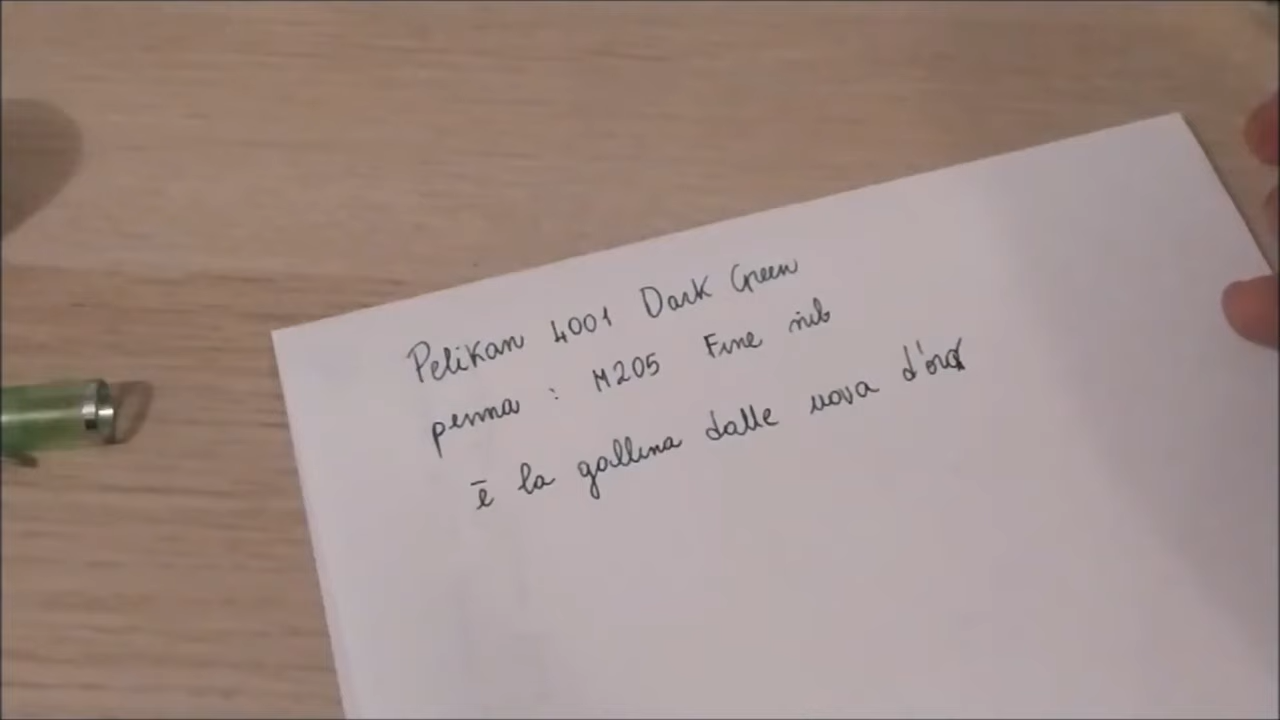 Pelikan 4001 Dark Green
penna : M205 Fine nib
ē la gallina dalle uova d'oro